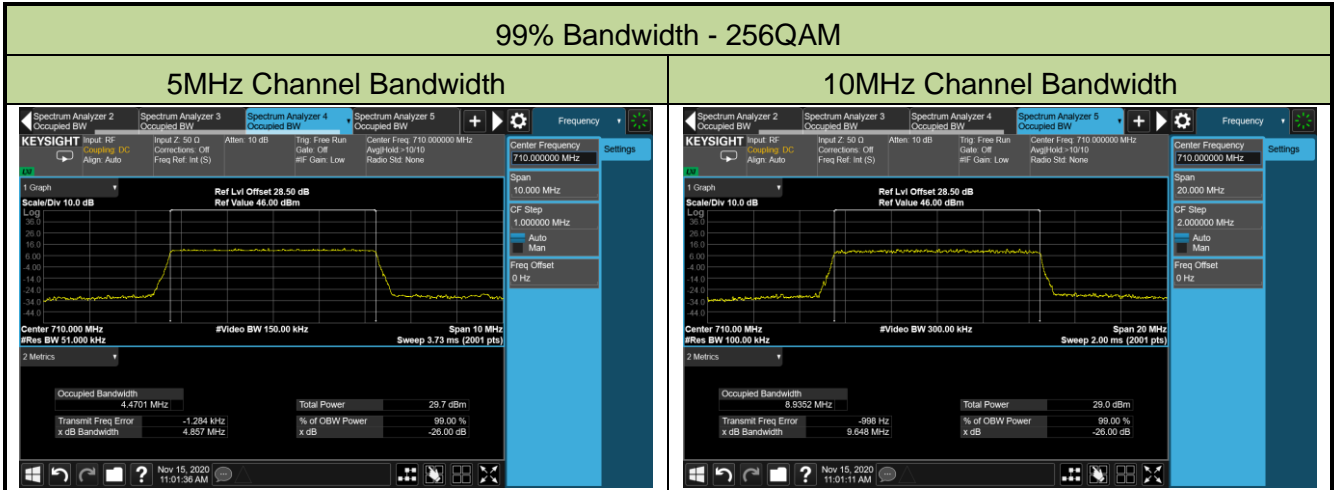 99% Bandwidth - 256QAM
5MHz Channel Bandwidth
10MHz Channel Bandwidth
Spectrum Analyzer 2
Occupied BW
Spectrum Analyzer 3
Occupied BW
Spectrum Analyzer 4
Occupied BW
Spectrum Analyzer 5
Occupied BW
+
Frequency
KEYSIGHT
Input: RF
Coupling: DC
Align: Auto
Input Z: 50 Ω
Corrections: Off
Freq Ref: Int (S)
Atten: 10 dB
Trig: Free Run
Gate: Off
#IF Gain: Low
Center Freq: 710.000000 MHz
Avg|Hold:>10/10
Radio Std: None
Center Frequency
710.000000 MHz
Settings
Span
10.000 MHz
CF Step
1.000000 MHz
Auto
Man
Freq Offset
0 Hz
1 Graph
Scale/Div 10.0 dB
Ref Lvl Offset 28.50 dB
Ref Value 46.00 dBm
Log
36.0
26.0
16.0
6.00
-4.00
-14.0
-24.0
-34.0
-44.0
Center 710.000 MHz
#Res BW 51.000 kHz
#Video BW 150.00 kHz
Span 10 MHz
Sweep 3.73 ms (2001 pts)
2 Metrics
Occupied Bandwidth
4.4701 MHz
Total Power 29.7 dBm
Transmit Freq Error -1.284 kHz
% of OBW Power 99.00 %
x dB Bandwidth 4.857 MHz
x dB -26.00 dB
?
Nov 15, 2020
11:01:36 AM
Spectrum Analyzer 2
Occupied BW
Spectrum Analyzer 3
Occupied BW
Spectrum Analyzer 4
Occupied BW
Spectrum Analyzer 5
Occupied BW
+
Frequency
KEYSIGHT
Input: RF
Coupling: DC
Align: Auto
Input Z: 50 Ω
Corrections: Off
Freq Ref: Int (S)
Atten: 10 dB
Trig: Free Run
Gate: Off
#IF Gain: Low
Center Freq: 710.000000 MHz
Avg|Hold:>10/10
Radio Std: None
Center Frequency
710.000000 MHz
Settings
Span
20.000 MHz
CF Step
2.000000 MHz
Auto
Man
Freq Offset
0 Hz
1 Graph
Scale/Div 10.0 dB
Ref Lvl Offset 28.50 dB
Ref Value 46.00 dBm
Log
36.0
26.0
16.0
6.00
-4.00
-14.0
-24.0
-34.0
-44.0
Center 710.00 MHz
#Res BW 100.00 kHz
#Video BW 300.00 kHz
Span 20 MHz
Sweep 2.00 ms (2001 pts)
2 Metrics
Occupied Bandwidth
8.9352 MHz
Total Power 29.0 dBm
Transmit Freq Error -998 Hz
% of OBW Power 99.00 %
x dB Bandwidth 9.648 MHz
x dB -26.00 dB
?
Nov 15, 2020
11:01:11 AM